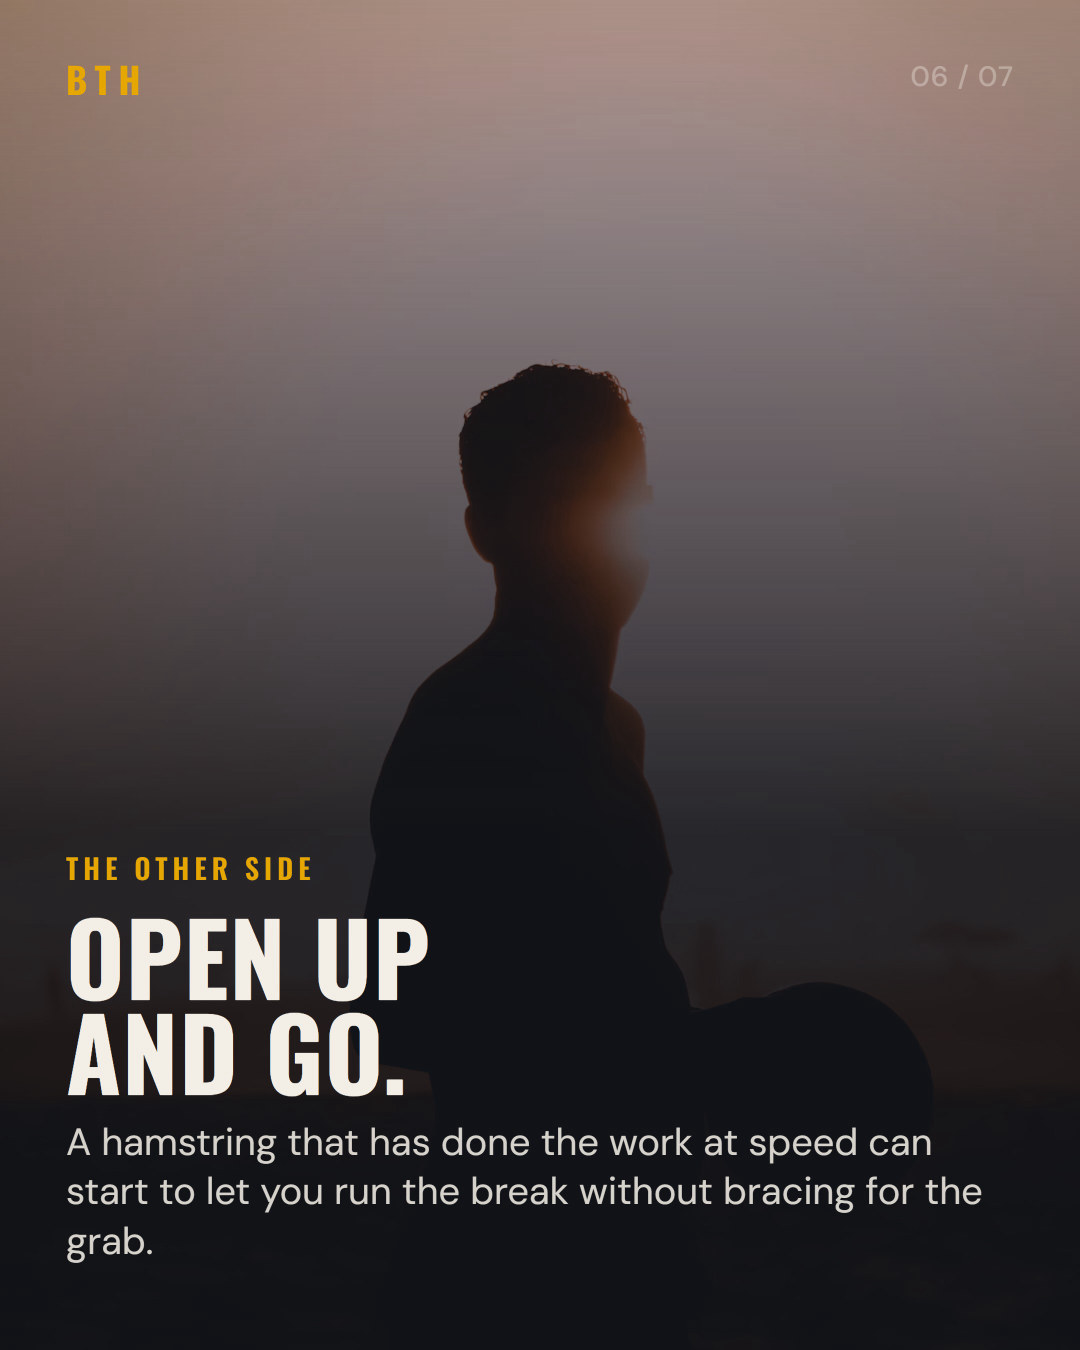 BTH
06 / 07
THE OTHER SIDE
OPEN UP
AND GO.
A hamstring that has done the work at speed can
start to let you run the break without bracing for the
grab.